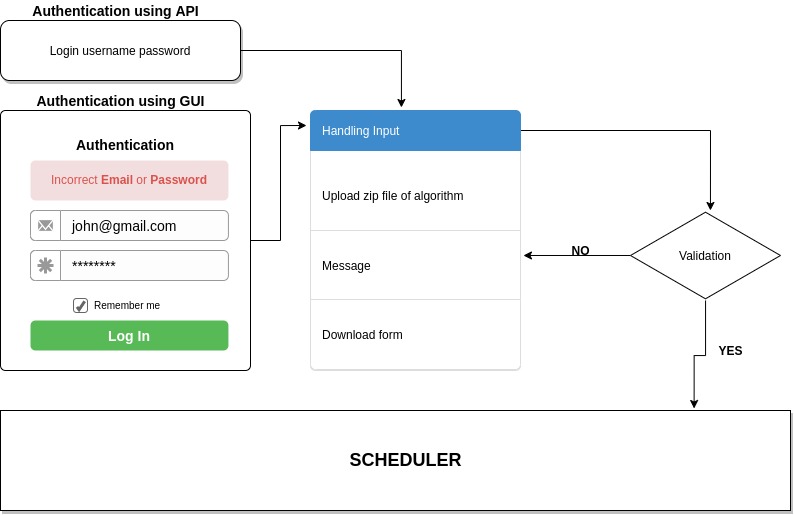 Authentication using API
Login username password
Authentication using GUI
Authentication
Incorrect Email or Password
john@gmail.com
********
Remember me
Log In
Handling Input
Upload zip file of algorithm
Message
Download form
NO
Validation
YES
SCHEDULER